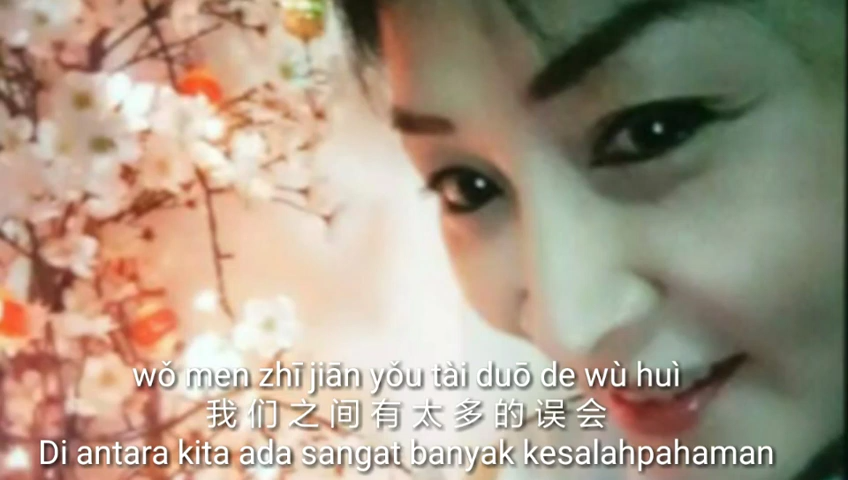 wǒ men zhī jiān yǒu tài duō de wù huì
我们之间有太多的误会
Di antara kita ada sangat banyak kesalahpahaman